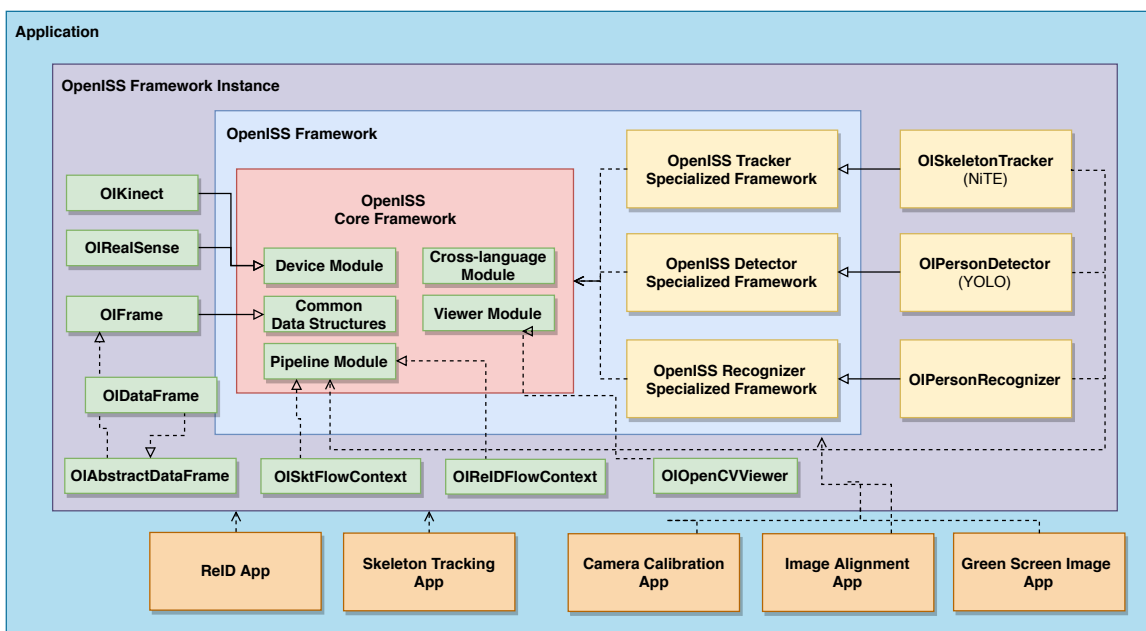 Application
OpenISS Framework Instance
OpenISS Framework
OpenISS Tracker
Specialized Framework
OISkeletonTracker
(NiTE)
OIKinect
OpenISS
Core Framework
OIRealSense
Device Module
Cross-language
Module
OpenISS Detector
Specialized Framework
OIPersonDetector
(YOLO)
OIFrame
Common
Data Structures
Viewer Module
Pipeline Module
OpenISS Recognizer
Specialized Framework
OIPersonRecognizer
OIDataFrame
OIAbstractDataFrame
OISktFlowContext
OIReIDFlowContext
OIOpenCVViewer
ReID App
Skeleton Tracking
App
Camera Calibration
App
Image Alignment
App
Green Screen Image
App